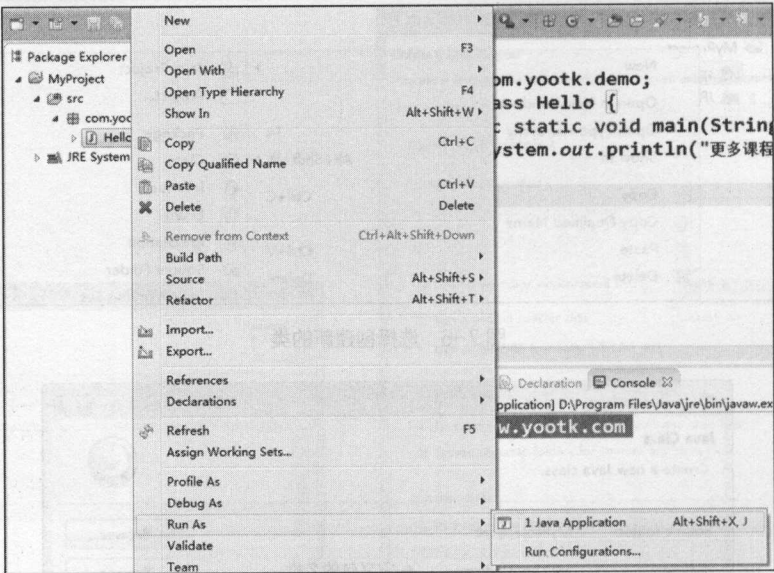 Package Explorer
MyProject
src
com.yoo
Hello
JRE System
New
Open F3
Open With
Open Type Hierarchy F4
Show In Alt+Shift+W
Copy Ctrl+C
Copy Qualified Name
Paste Ctrl+V
Delete Delete
Remove from Context Ctrl+Alt+Shift+Down
Build Path
Source Alt+Shift+S
Refactor Alt+Shift+T
Import...
Export...
References
Declarations
Refresh F5
Assign Working Sets...
Profile As
Debug As
Run As
Validate
Team
1 Java Application Alt+Shift+X, J
Run Configurations...
om.yootk.demo;
ass Hello {
c static void main(String
ystem.out.println("更多课程
Declaration Console
pplication] D:\Program Files\Java\jre\bin\javaw.ex
w.yootk.com